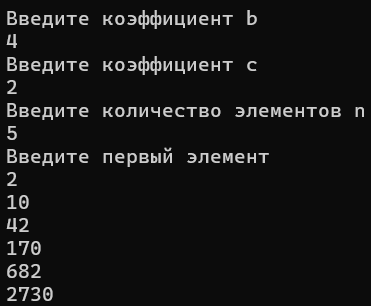 Введите коэффициент b
4
Введите коэффициент c
2
Введите количество элементов n
5
Введите первый элемент
2
10
42
170
682
2730